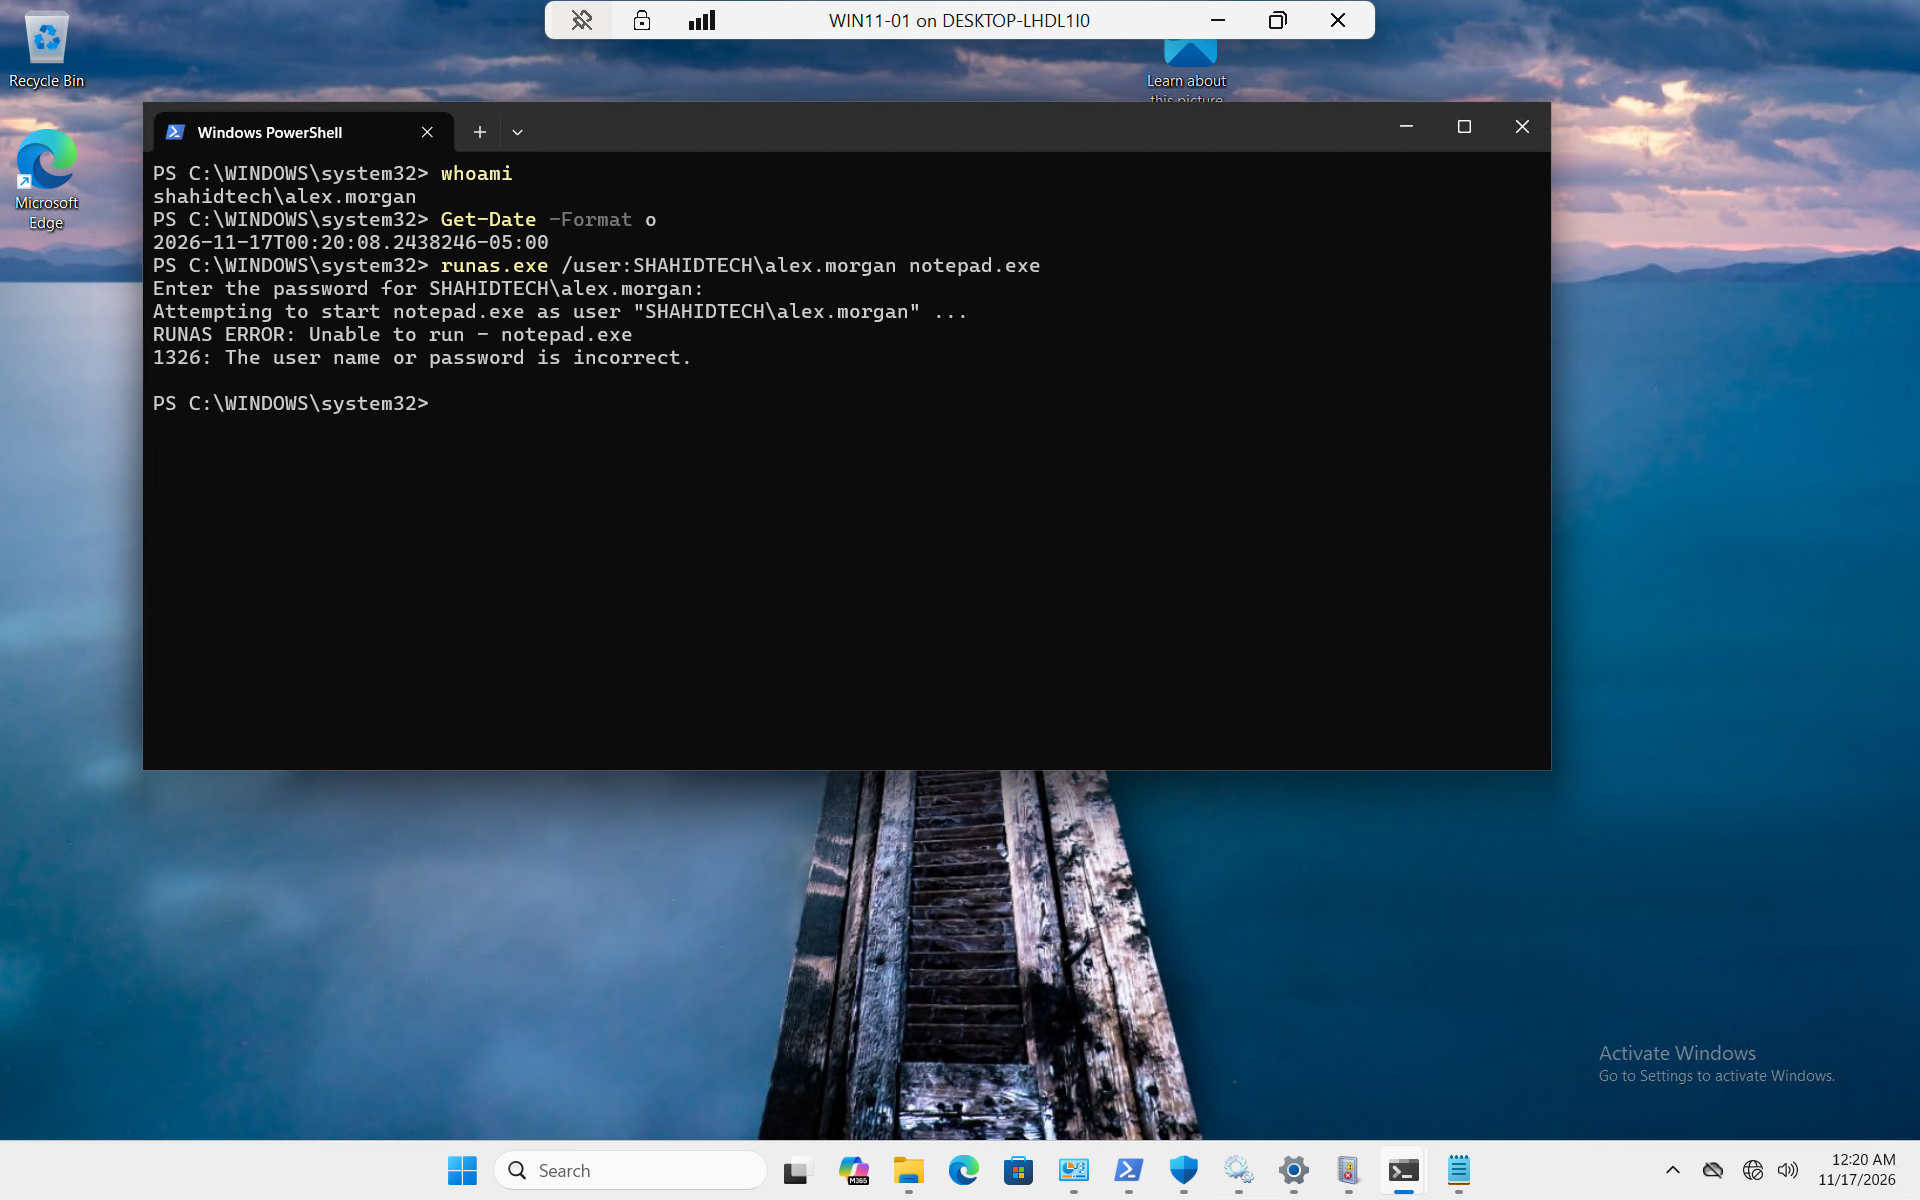 WIN11-01 on DESKTOP-LHDL1I0
Recycle Bin
Learn about
this picture
Microsoft
Edge
Windows PowerShell
PS C:\WINDOWS\system32> whoami
shahidtech\alex.morgan
PS C:\WINDOWS\system32> Get-Date -Format o
2026-11-17T00:20:08.2438246-05:00
PS C:\WINDOWS\system32> runas.exe /user:SHAHIDTECH\alex.morgan notepad.exe
Enter the password for SHAHIDTECH\alex.morgan:
Attempting to start notepad.exe as user "SHAHIDTECH\alex.morgan" ...
RUNAS ERROR: Unable to run - notepad.exe
1326: The user name or password is incorrect.
PS C:\WINDOWS\system32>
Activate Windows
Go to Settings to activate Windows.
Search
M365
12:20 AM
11/17/2026